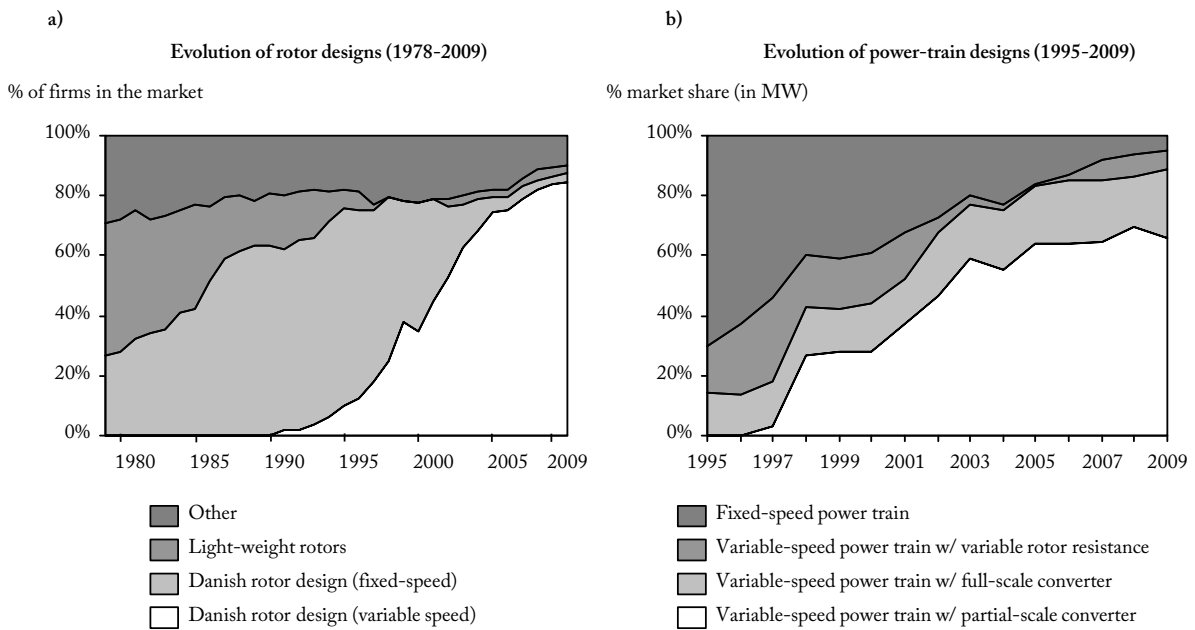 a)
Evolution of rotor designs (1978-2009)
% of firms in the market
100%
80%
60%
40%
20%
0%
1980 1985 1990 1995 2000 2005 2009
Other
Light-weight rotors
Danish rotor design (fixed-speed)
Danish rotor design (variable speed)
b)
Evolution of power-train designs (1995-2009)
% market share (in MW)
100%
80%
60%
40%
20%
0%
1995 1997 1999 2001 2003 2005 2007 2009
Fixed-speed power train
Variable-speed power train w/ variable rotor resistance
Variable-speed power train w/ full-scale converter
Variable-speed power train w/ partial-scale converter